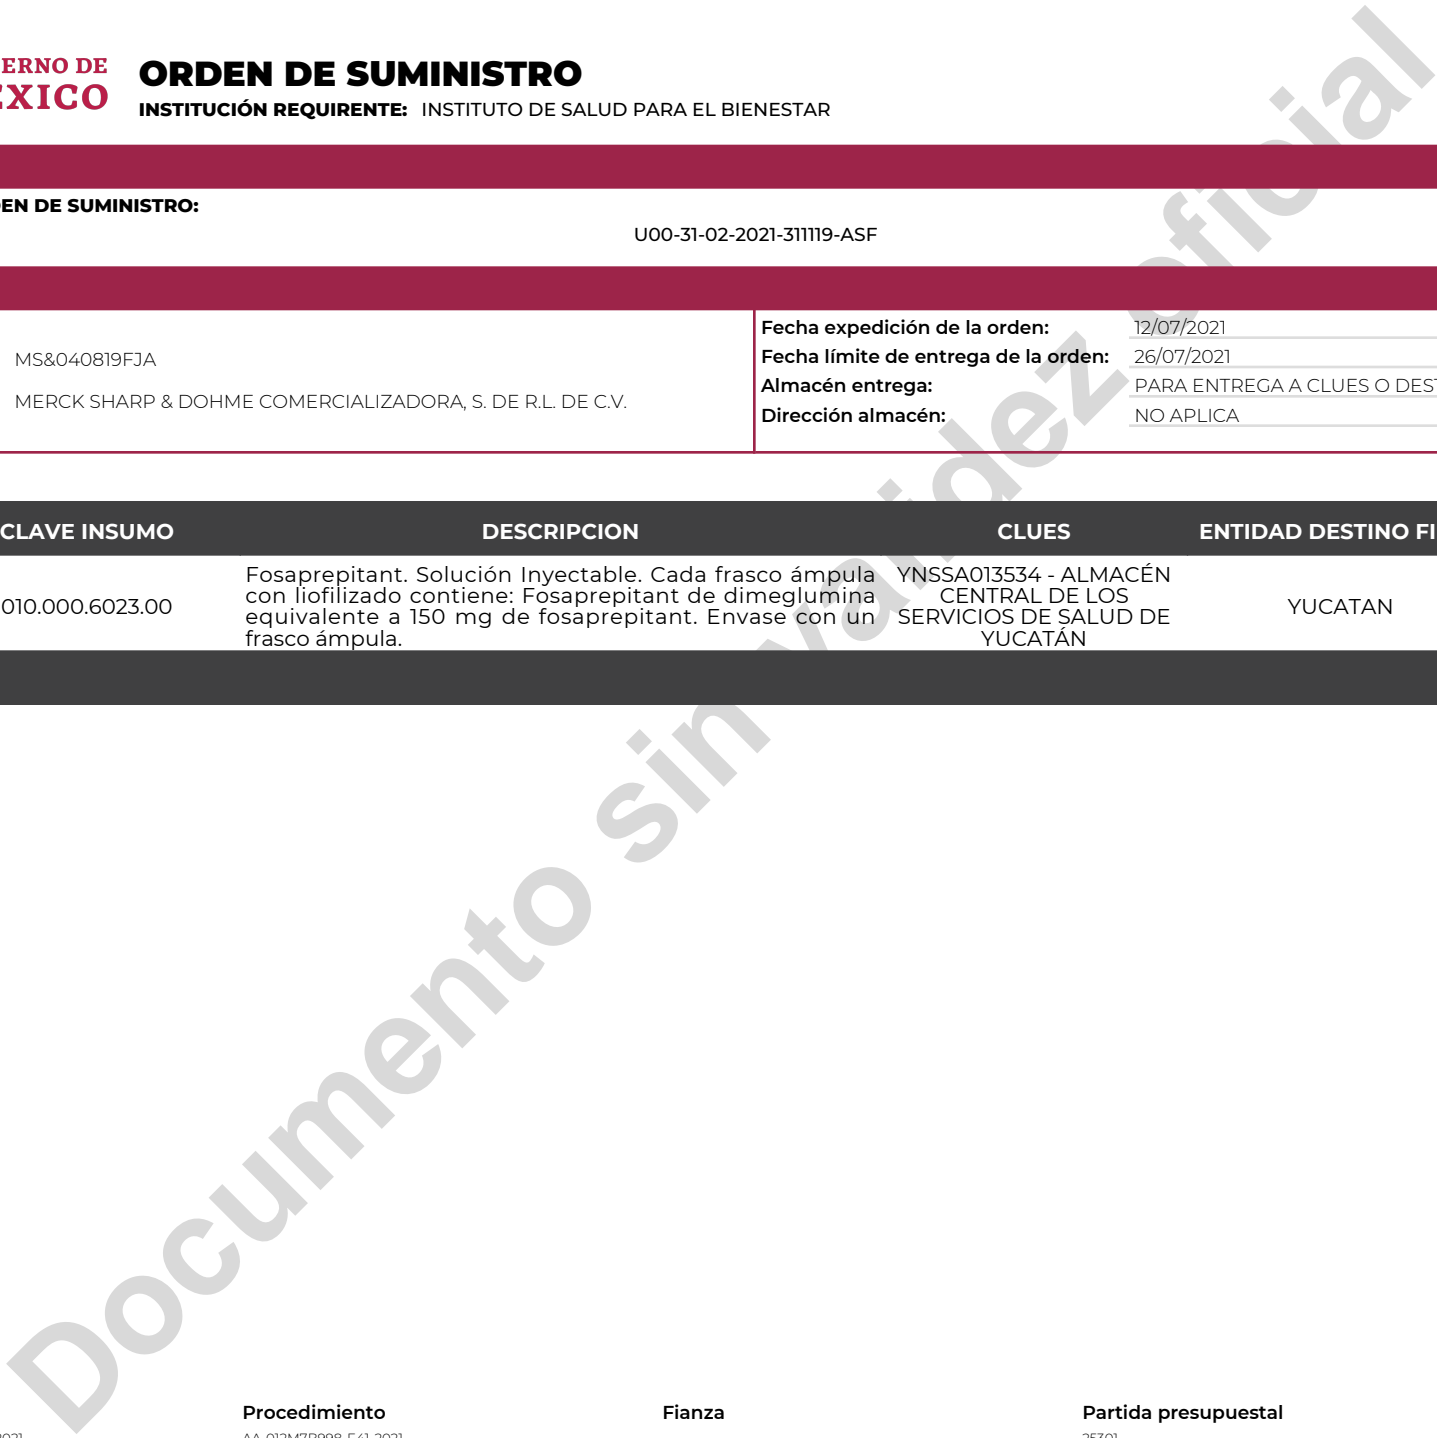 ERNO DE
ORDEN DE SUMINISTRO
INSTITUCIÓN REQUIRENTE: INSTITUTO DE SALUD PARA EL BIENESTAR
EN DE SUMINISTRO:
U00-31-02-2021-311119-ASF
MS&040819FJA
MERCK SHARP & DOHME COMERCIALIZADORA, S. DE R.L. DE C.V.
Fecha expedición de la orden: 12/07/2021
Fecha límite de entrega de la orden: 26/07/2021
Almacén entrega: PARA ENTREGA A CLUES O DEST
Dirección almacén: NO APLICA
CLAVE INSUMO DESCRIPCION CLUES ENTIDAD DESTINO FI
010.000.6023.00
Fosaprepitant. Solución Inyectable. Cada frasco ámpula
con liofilizado contiene: Fosaprepitant de dimeglumina
equivalente a 150 mg de fosaprepitant. Envase con un
frasco ámpula.
YNSSA013534 - ALMACÉN
CENTRAL DE LOS
SERVICIOS DE SALUD DE
YUCATÁN
YUCATAN
Documento sin validez oficial
Procedimiento Fianza Partida presupuestal